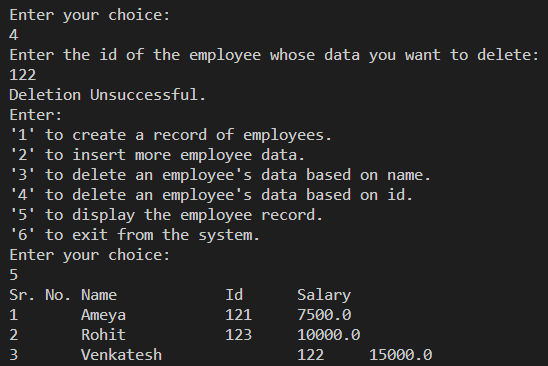 Enter your choice:
4
Enter the id of the employee whose data you want to delete:
122
Deletion Unsuccessful.
Enter:
'1' to create a record of employees.
'2' to insert more employee data.
'3' to delete an employee's data based on name.
'4' to delete an employee's data based on id.
'5' to display the employee record.
'6' to exit from the system.
Enter your choice:
5
Sr. No. Name            Id      Salary
1       Ameya           121     7500.0
2       Rohit           123     10000.0
3       Venkatesh               122     15000.0